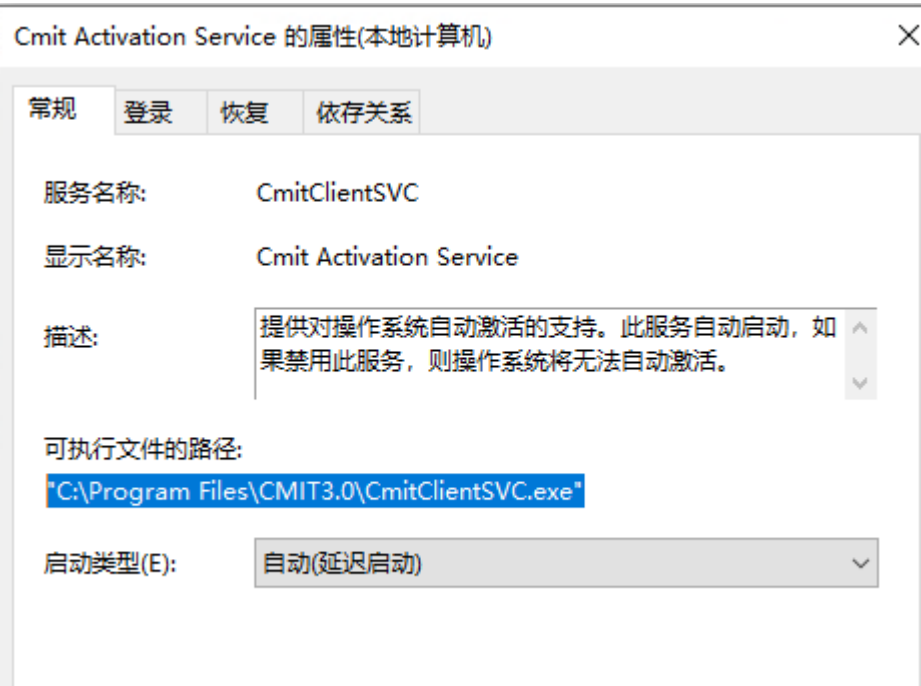 Cmit Activation Service 的属性(本地计算机)
常规 登录 恢复 依存关系
服务名称: CmitClientSVC
显示名称: Cmit Activation Service
描述: 提供对操作系统自动激活的支持。此服务自动启动，如
果禁用此服务，则操作系统将无法自动激活。
可执行文件的路径:
"C:\Program Files\CMIT3.0\CmitClientSVC.exe"
启动类型(E): 自动(延迟启动)